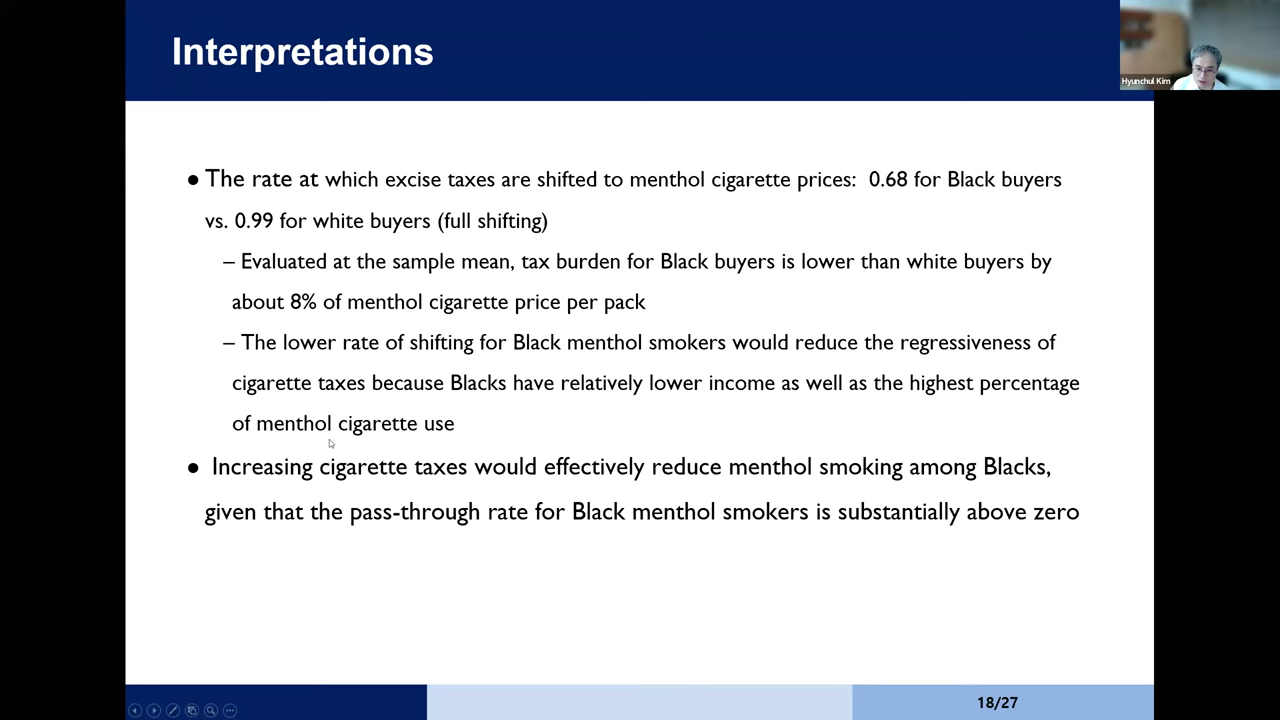 Interpretations
Hyunchul Kim
● The rate at which excise taxes are shifted to menthol cigarette prices: 0.68 for Black buyers
vs. 0.99 for white buyers (full shifting)
– Evaluated at the sample mean, tax burden for Black buyers is lower than white buyers by
about 8% of menthol cigarette price per pack
– The lower rate of shifting for Black menthol smokers would reduce the regressiveness of
cigarette taxes because Blacks have relatively lower income as well as the highest percentage
of menthol cigarette use
● Increasing cigarette taxes would effectively reduce menthol smoking among Blacks,
given that the pass-through rate for Black menthol smokers is substantially above zero
18/27